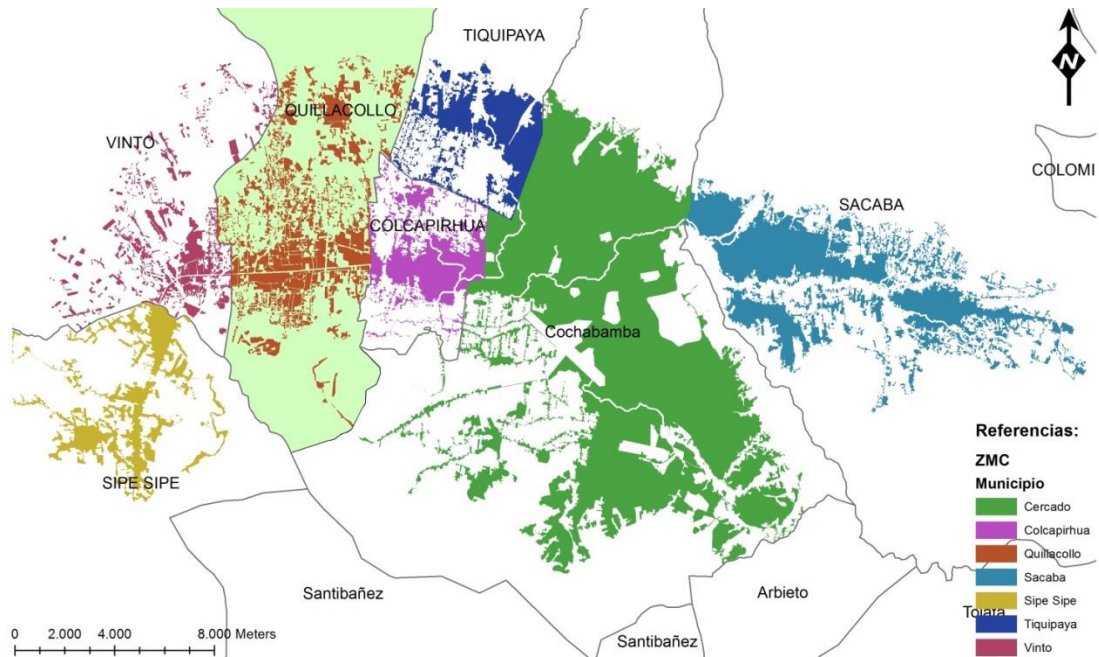 TIQUIPAYA
N
QUILLACOLLO
VINTO
COLOMI
SACABA
COLCAPIRHUA
Cochabamba
SIPE SIPE
Santibañez
Santibañez
Arbieto
Tolata
Referencias:
ZMC
Municipio
Cercado
Colcapirhua
Quillacollo
Sacaba
Sipe Sipe
Tiquipaya
Vinto
0 2.000 4.000 8.000 Meters